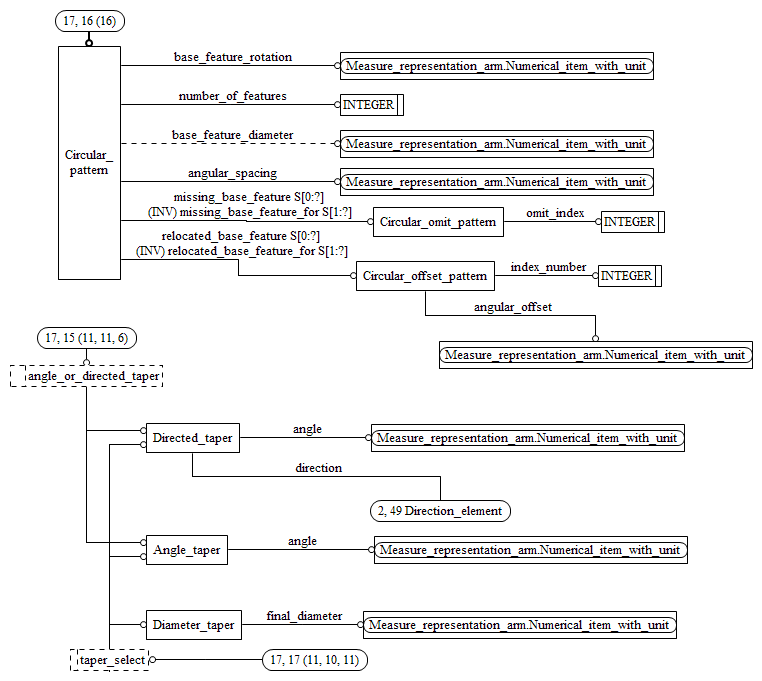 17, 16 (16)
base_feature_rotation
Measure_representation_arm.Numerical_item_with_unit
number_of_features
INTEGER
base_feature_diameter
Measure_representation_arm.Numerical_item_with_unit
Circular_
pattern
angular_spacing
Measure_representation_arm.Numerical_item_with_unit
missing_base_feature S[0:?]
(INV) missing_base_feature_for S[1:?]
Circular_omit_pattern
omit_index
INTEGER
relocated_base_feature S[0:?]
(INV) relocated_base_feature_for S[1:?]
Circular_offset_pattern
index_number
INTEGER
angular_offset
Measure_representation_arm.Numerical_item_with_unit
17, 15 (11, 11, 6)
angle_or_directed_taper
Directed_taper
angle
Measure_representation_arm.Numerical_item_with_unit
direction
2, 49 Direction_element
Angle_taper
angle
Measure_representation_arm.Numerical_item_with_unit
Diameter_taper
final_diameter
Measure_representation_arm.Numerical_item_with_unit
taper_select
17, 17 (11, 10, 11)